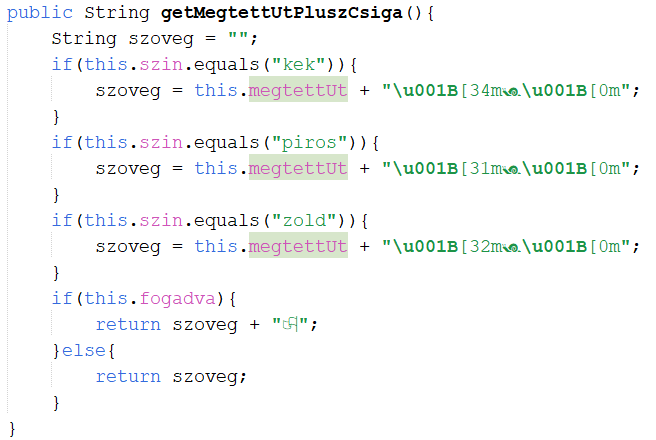 public String getMegtettUtPluszCsiga(){
    String szoveg = "";
    if(this.szin.equals("kek")){
        szoveg = this.megtettUt + "\u001B[34m๛\u001B[0m";
    }
    if(this.szin.equals("piros")){
        szoveg = this.megtettUt + "\u001B[31m๛\u001B[0m";
    }
    if(this.szin.equals("zold")){
        szoveg = this.megtettUt + "\u001B[32m๛\u001B[0m";
    }
    if(this.fogadva){
        return szoveg + "";
    }else{
        return szoveg;
    }
}